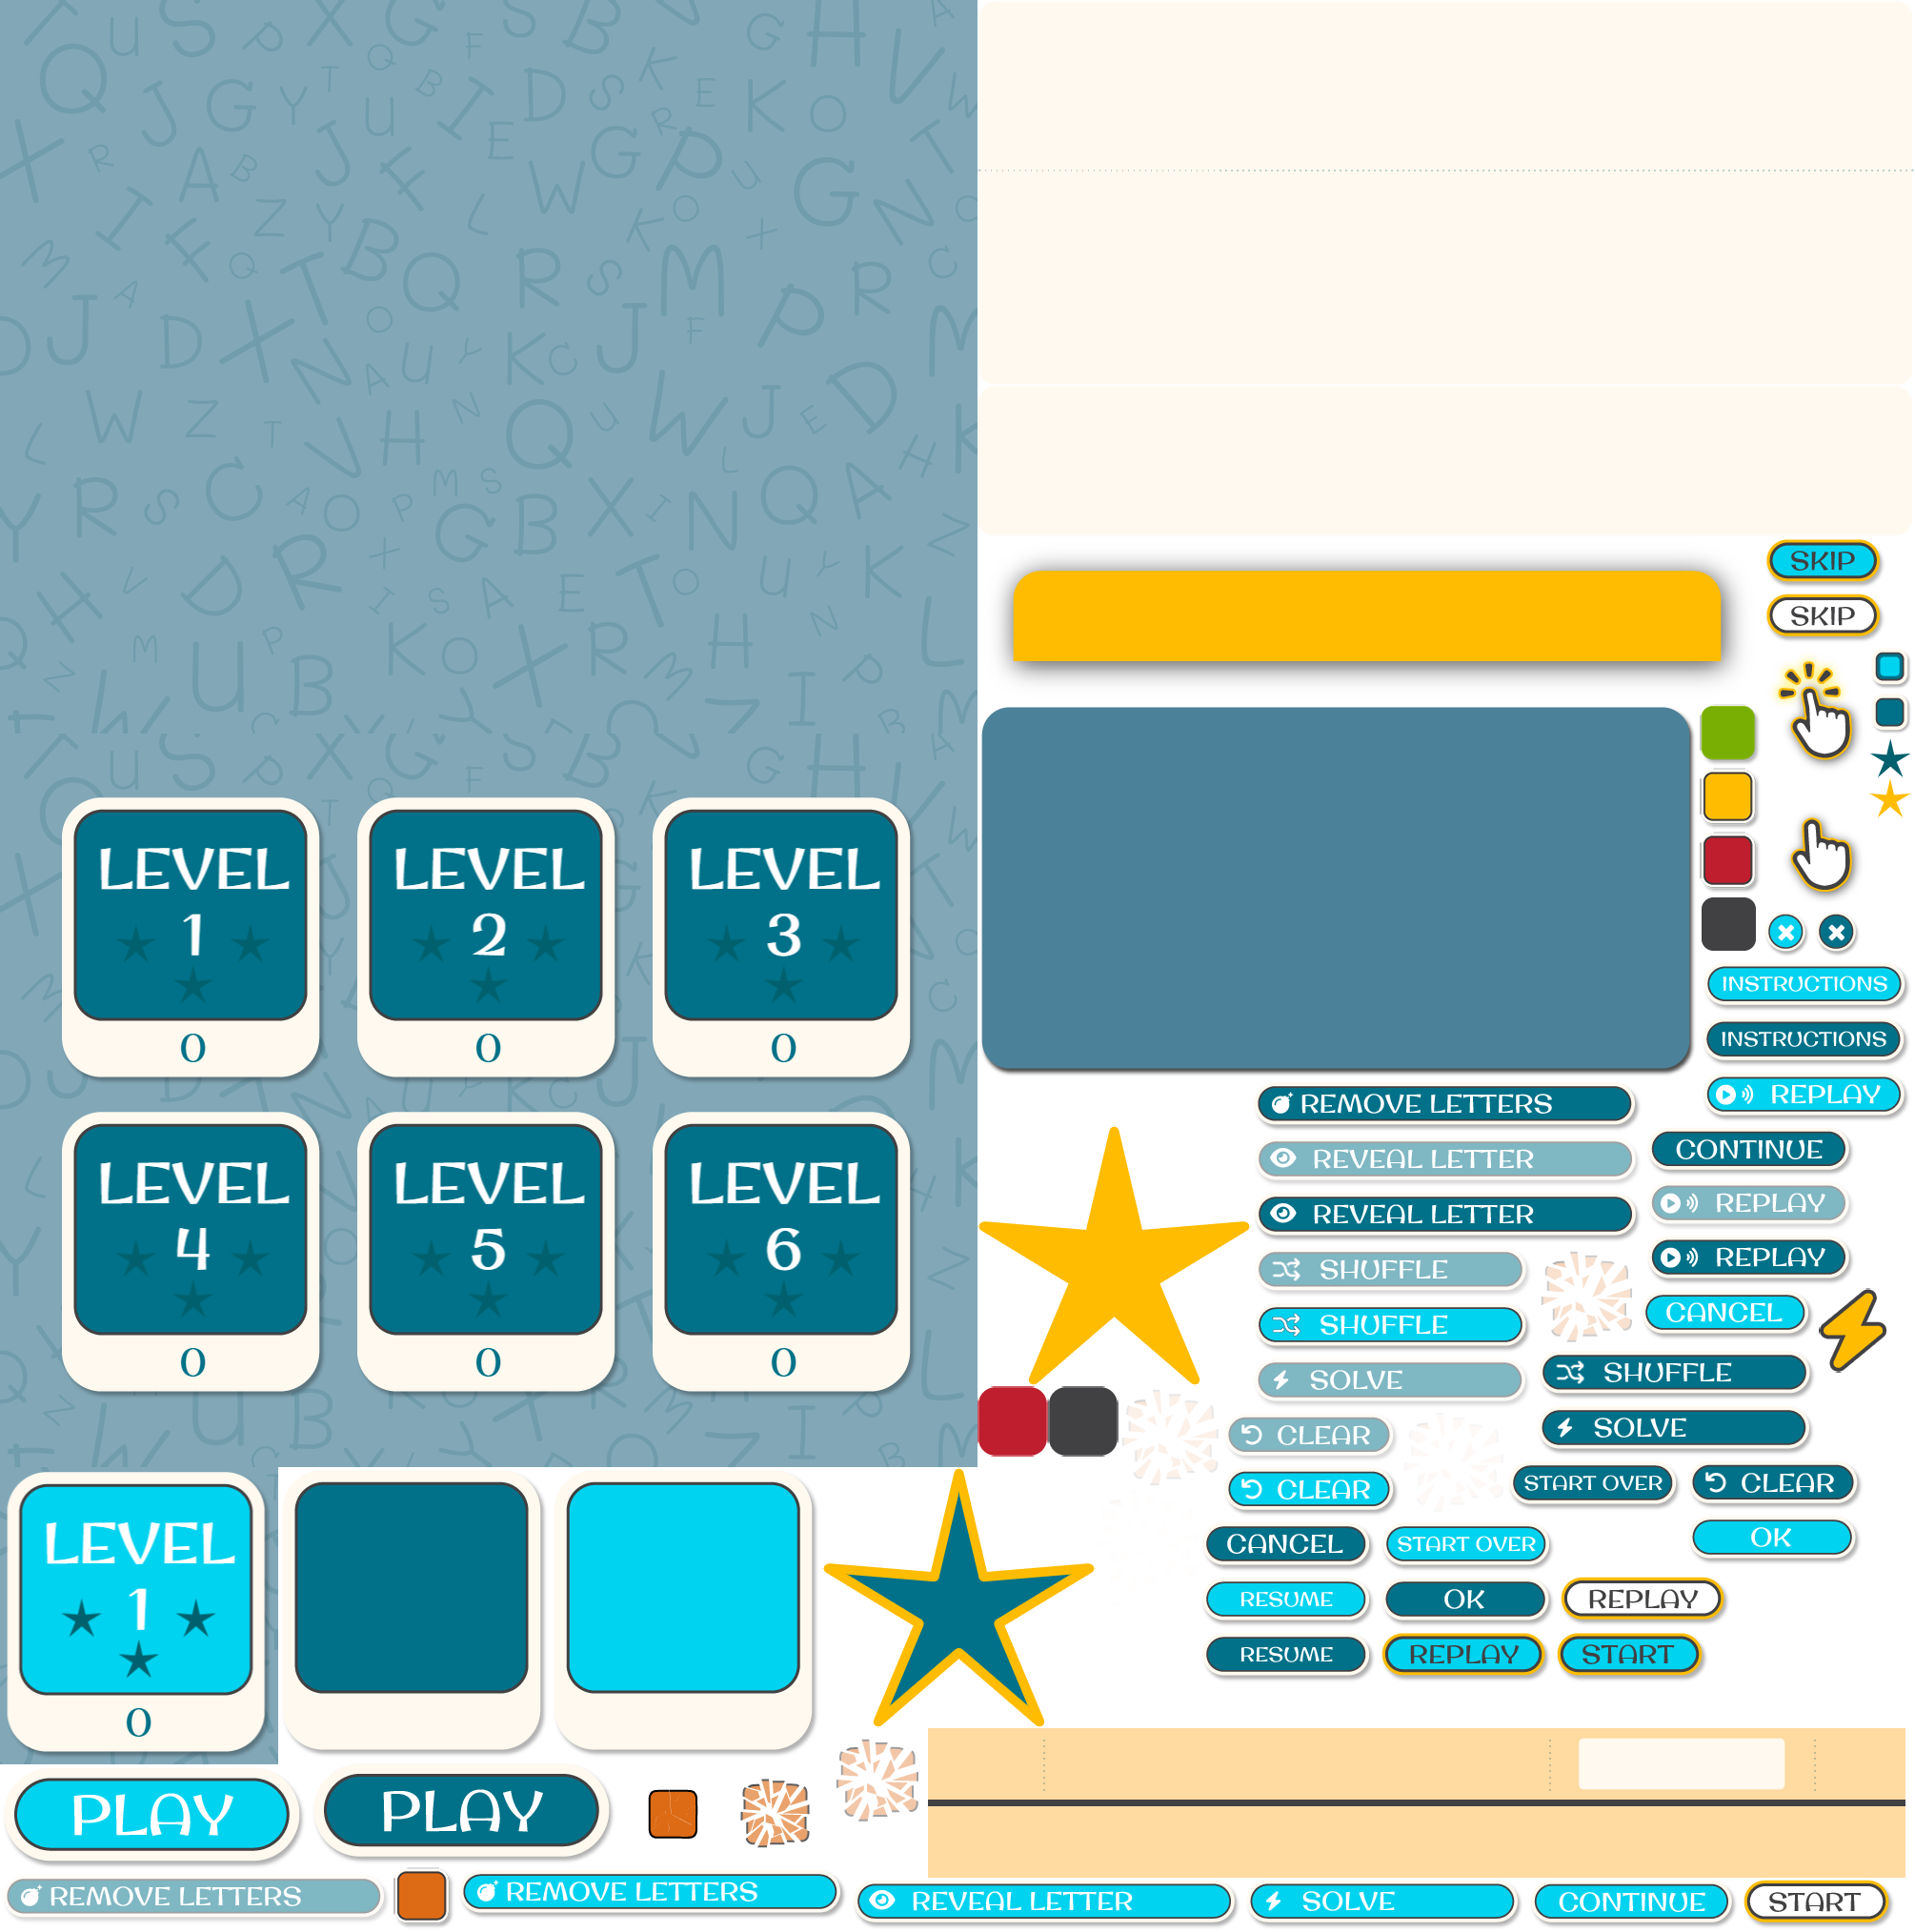 SKIP
SKIP
LEVEL
1
0
LEVEL
2
0
LEVEL
3
0
INSTRUCTIONS
INSTRUCTIONS
REPLAY
REMOVE LETTERS
REVEAL LETTER
REVEAL LETTER
SHUFFLE
SHUFFLE
SOLVE
CONTINUE
REPLAY
REPLAY
CANCEL
SHUFFLE
SOLVE
LEVEL
4
0
LEVEL
5
0
LEVEL
6
0
CLEAR
CLEAR
START OVER
CLEAR
CANCEL
START OVER
OK
RESUME
OK
REPLAY
RESUME
REPLAY
START
LEVEL
1
0
PLAY
PLAY
REMOVE LETTERS
REMOVE LETTERS
REVEAL LETTER
SOLVE
CONTINUE
START